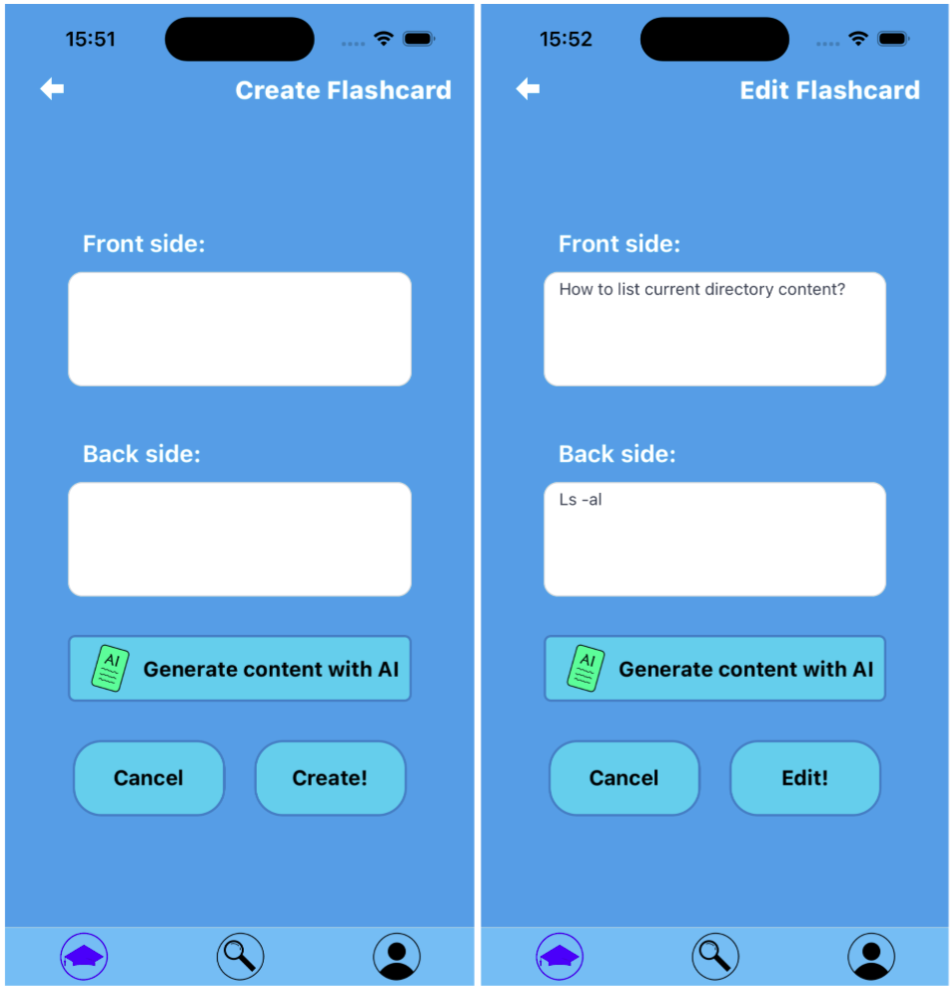 15:51
Create Flashcard
Front side:
Back side:
AI
Generate content with AI
Cancel
Create!
15:52
Edit Flashcard
Front side:
How to list current directory content?
Back side:
Ls -al
AI
Generate content with AI
Cancel
Edit!